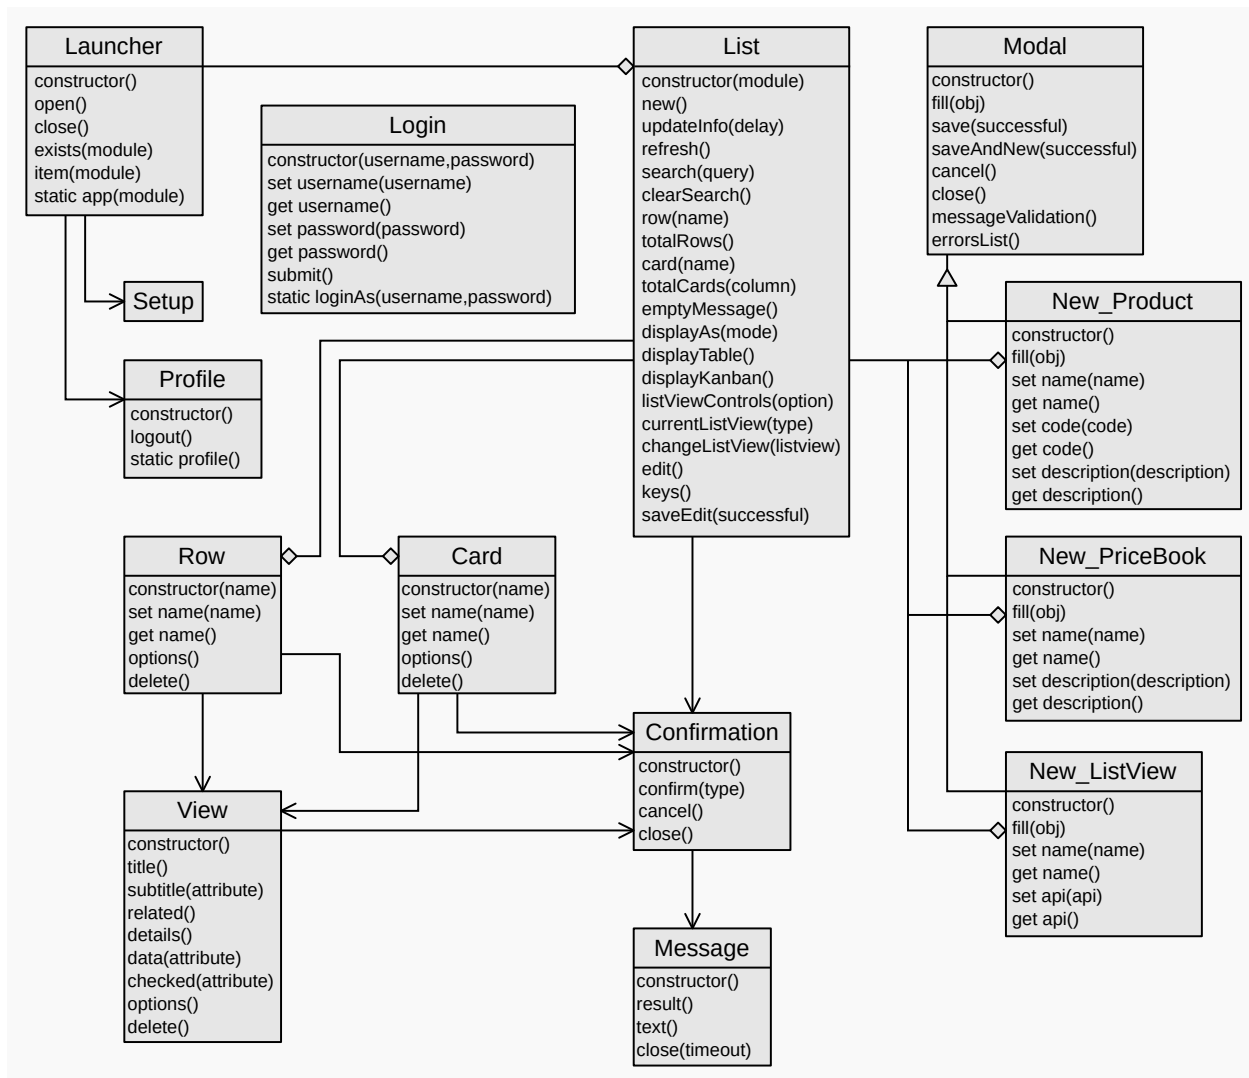 Launcher
constructor()
open()
close()
exists(module)
item(module)
static app(module)
Login
constructor(username,password)
set username(username)
get username()
set password(password)
get password()
submit()
static loginAs(username,password)
List
constructor(module)
new()
updateInfo(delay)
refresh()
search(query)
clearSearch()
row(name)
totalRows()
card(name)
totalCards(column)
emptyMessage()
displayAs(mode)
displayTable()
displayKanban()
listViewControls(option)
currentListView(type)
changeListView(listview)
edit()
keys()
saveEdit(successful)
Modal
constructor()
fill(obj)
save(successful)
saveAndNew(successful)
cancel()
close()
messageValidation()
errorsList()
Setup
Profile
constructor()
logout()
static profile()
New_Product
constructor()
fill(obj)
set name(name)
get name()
set code(code)
get code()
set description(description)
get description()
Row
constructor(name)
set name(name)
get name()
options()
delete()
Card
constructor(name)
set name(name)
get name()
options()
delete()
New_PriceBook
constructor()
fill(obj)
set name(name)
get name()
set description(description)
get description()
Confirmation
constructor()
confirm(type)
cancel()
close()
New_ListView
constructor()
fill(obj)
set name(name)
get name()
set api(api)
get api()
View
constructor()
title()
subtitle(attribute)
related()
details()
data(attribute)
checked(attribute)
options()
delete()
Message
constructor()
result()
text()
close(timeout)